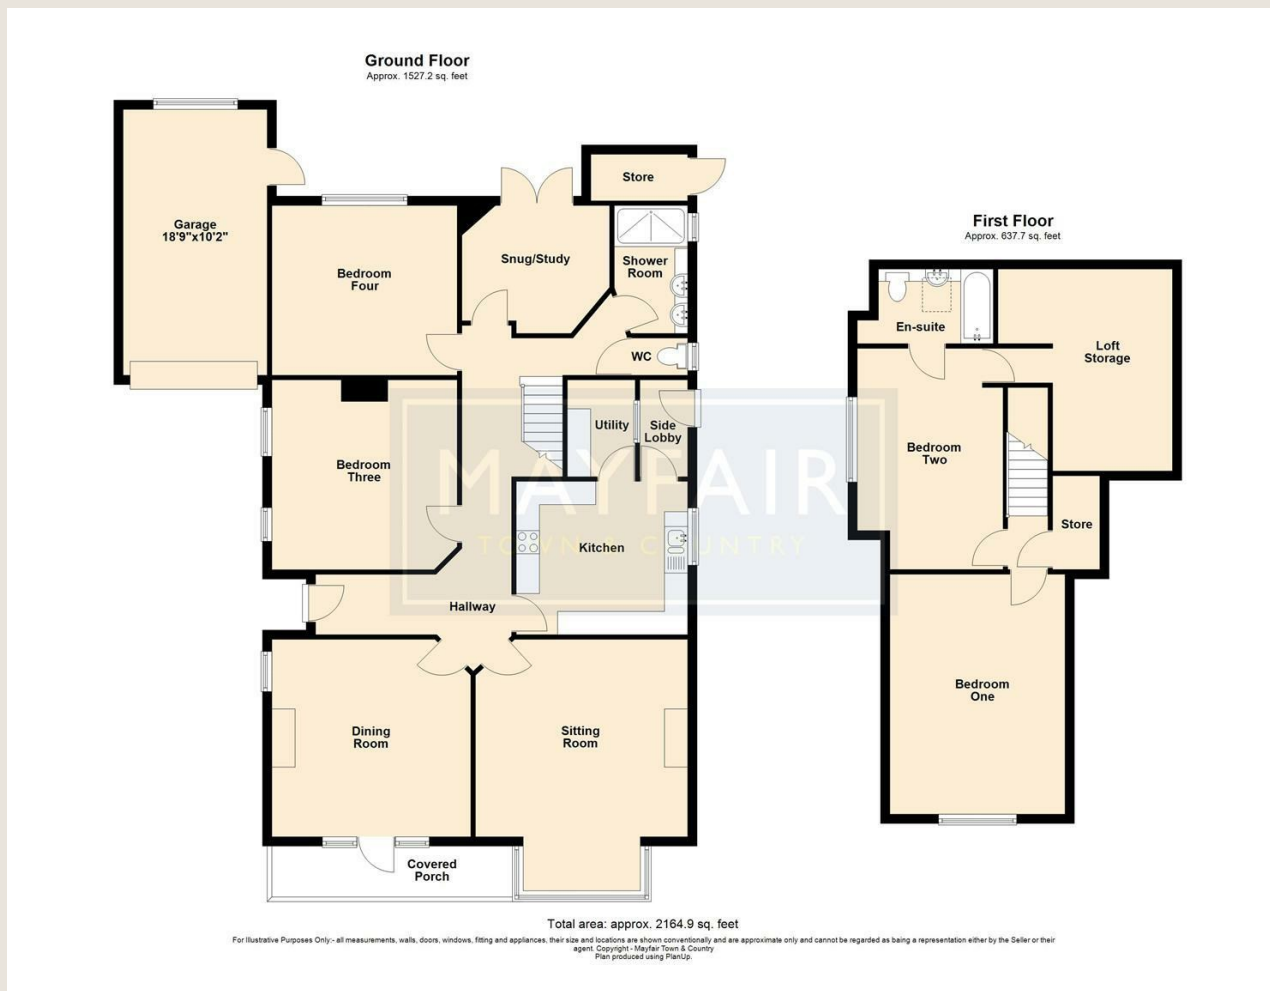 Ground Floor
Approx. 1527.2 sq. feet
Garage
18'9"x10'2"
Bedroom
Four
Snug/Study
Store
Shower
Room
WC
Bedroom
Three
Utility
Side
Lobby
Kitchen
Hallway
Dining
Room
Sitting
Room
Covered
Porch
First Floor
Approx. 637.7 sq. feet
En-suite
Loft
Storage
Bedroom
Two
Store
Bedroom
One
MAYFAIR
TOWN & COUNTRY
Total area: approx. 2164.9 sq. feet
For Illustrative Purposes Only:- all measurements, walls, doors, windows, fitting and appliances, their size and locations are shown conventionally and are approximate only and cannot be regarded as being a representation either by the Seller or their
agent. Copyright - Mayfair Town & Country
Plan produced using PlanUp.